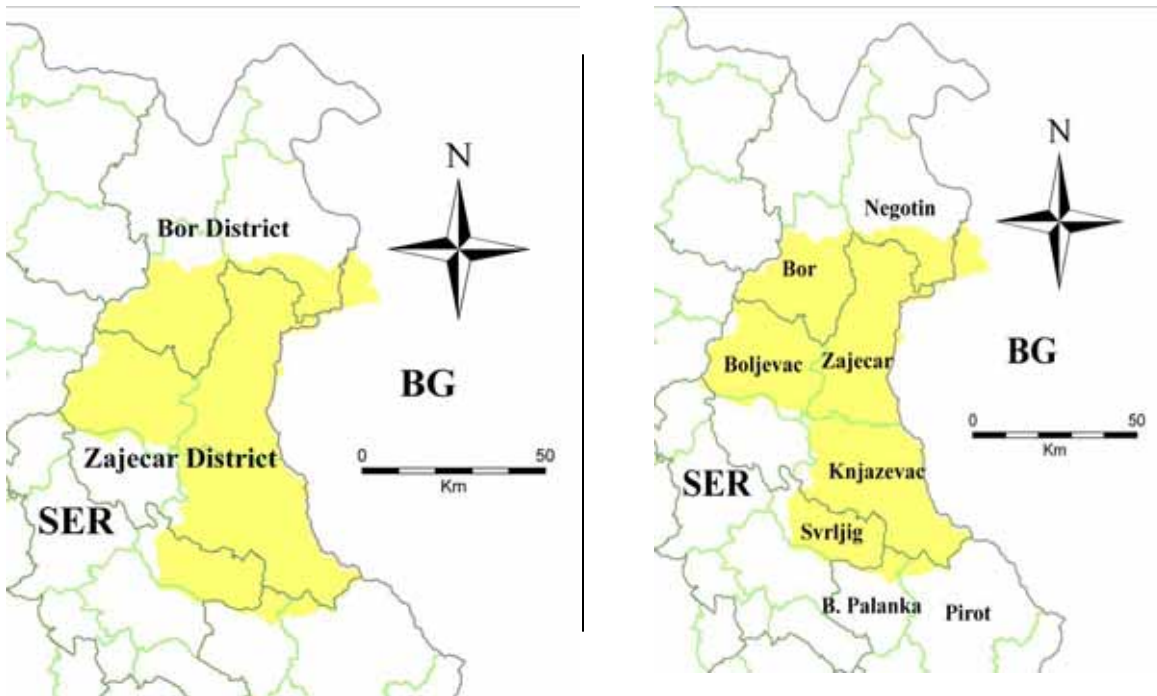 N
Bor District
BG
0 50
Km
Zajecar District
SER
N
Negotin
Bor
Boljevac
Zajecar
BG
0 50
Km
Knjazevac
SER
Svrljig
B. Palanka
Pirot